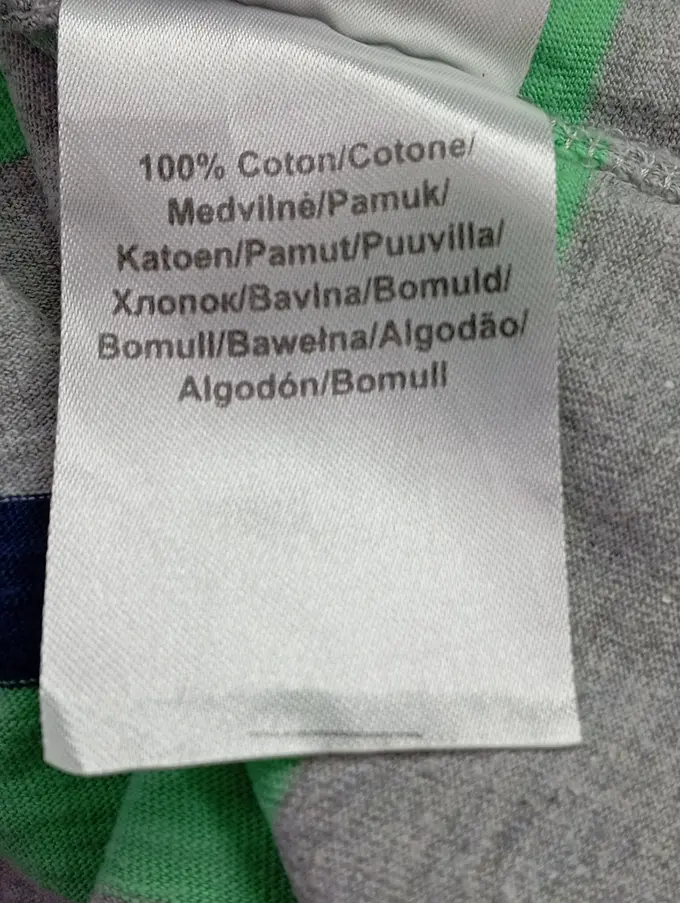 100% Coton/Cotone/
Medvilnė/Pamuk/
Katoen/Pamut/Puuvilla/
Хлопок/Bavlna/Bomuld/
Bomull/Bawełna/Algodão/
Algodón/Bomull